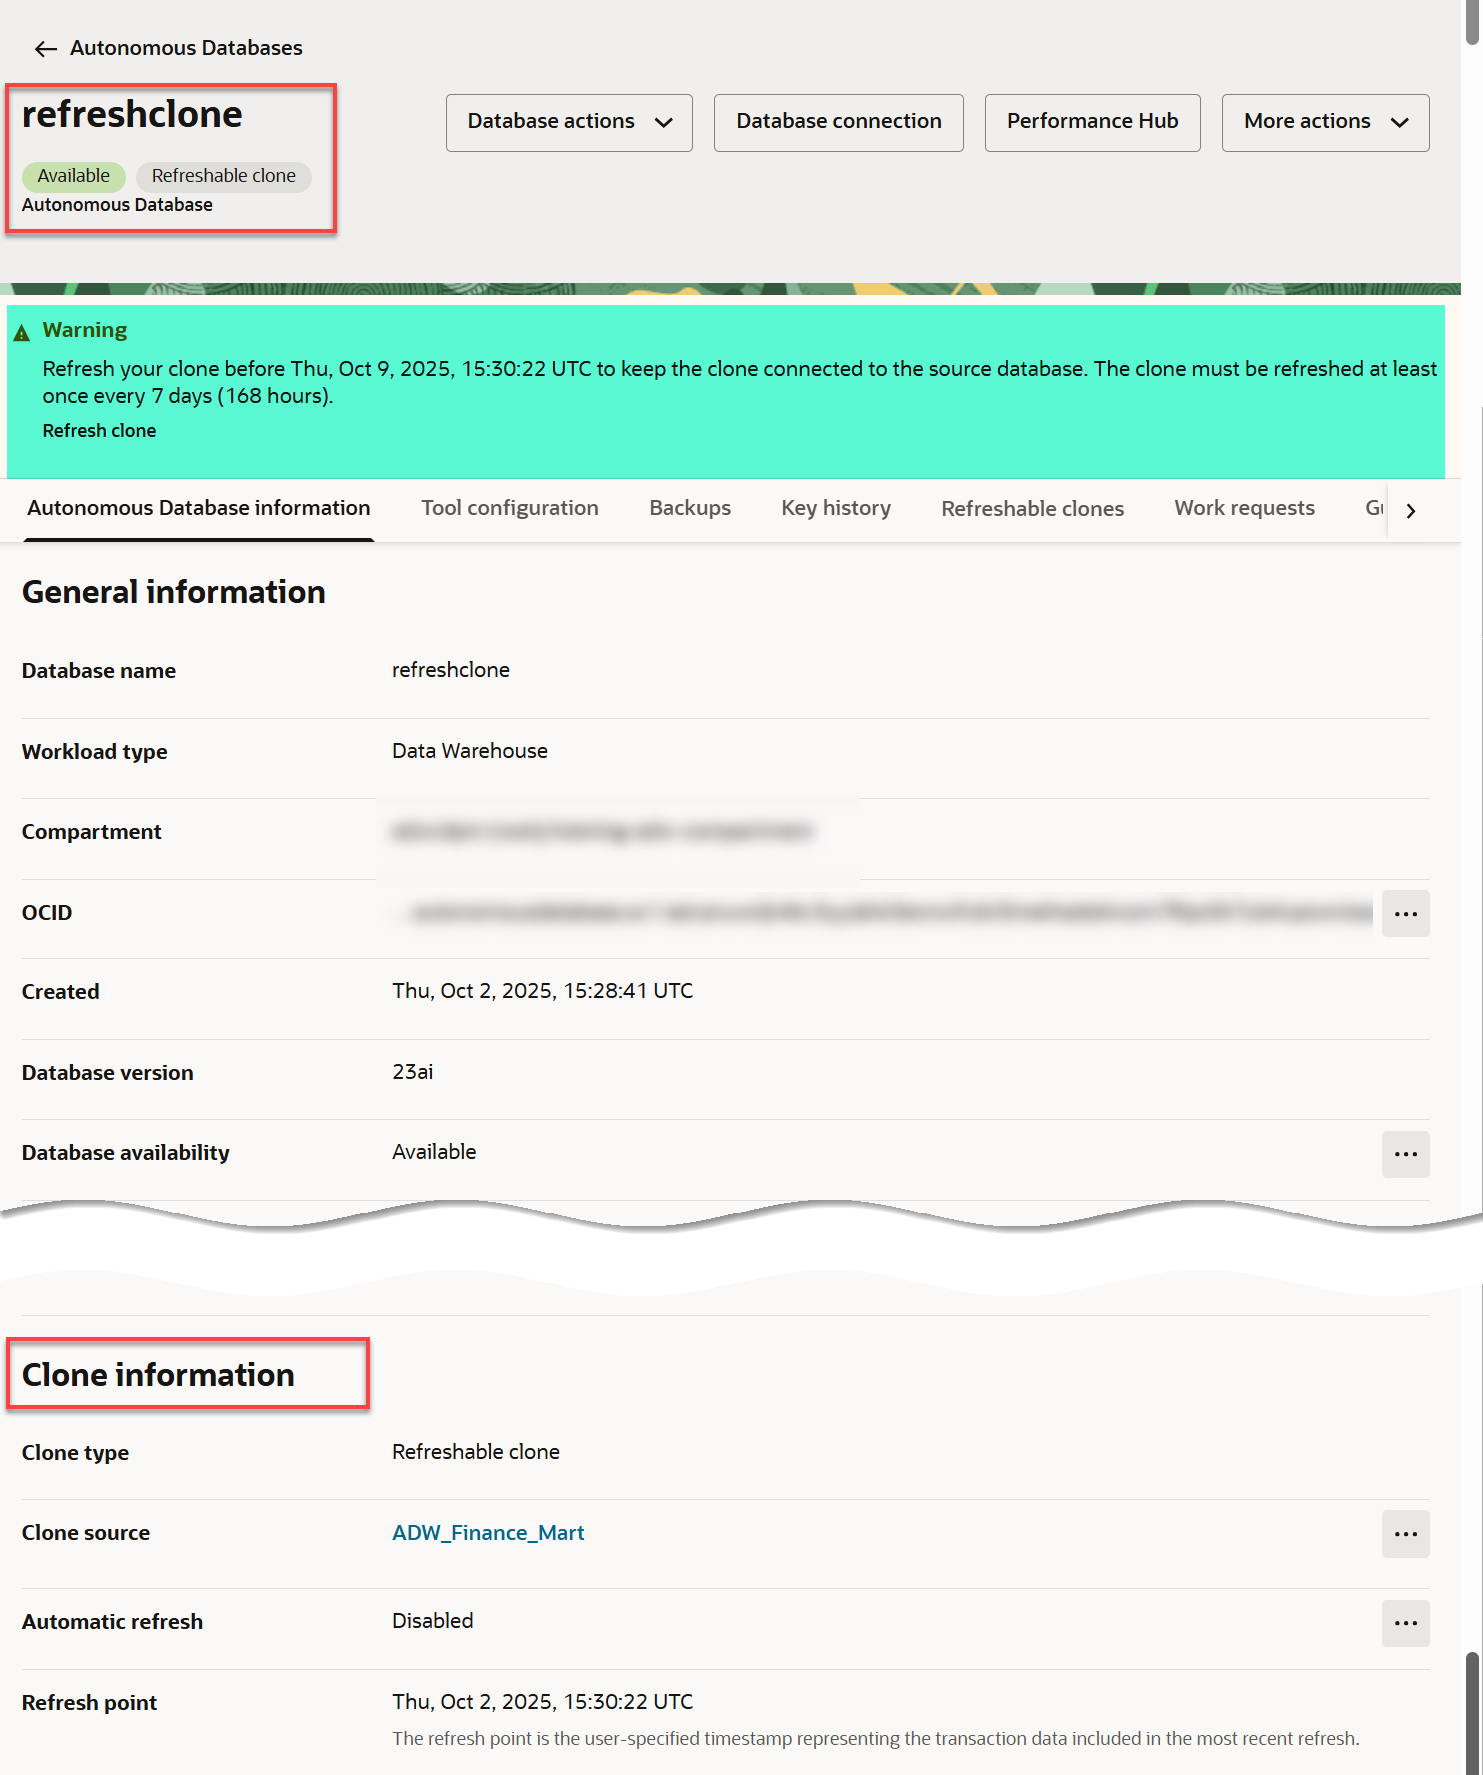 Autonomous Databases
refreshclone
Database actions
Database connection
Performance Hub
More actions
Available
Refreshable clone
Autonomous Database
Warning
Refresh your clone before Thu, Oct 9, 2025, 15:30:22 UTC to keep the clone connected to the source database. The clone must be refreshed at least
once every 7 days (168 hours).
Refresh clone
Autonomous Database information
Tool configuration
Backups
Key history
Refreshable clones
Work requests
General information
Database name
refreshclone
Workload type
Data Warehouse
Compartment
OCID
Created
Thu, Oct 2, 2025, 15:28:41 UTC
Database version
23ai
Database availability
Available
Clone information
Clone type
Refreshable clone
Clone source
ADW_Finance_Mart
Automatic refresh
Disabled
Refresh point
Thu, Oct 2, 2025, 15:30:22 UTC
The refresh point is the user-specified timestamp representing the transaction data included in the most recent refresh.